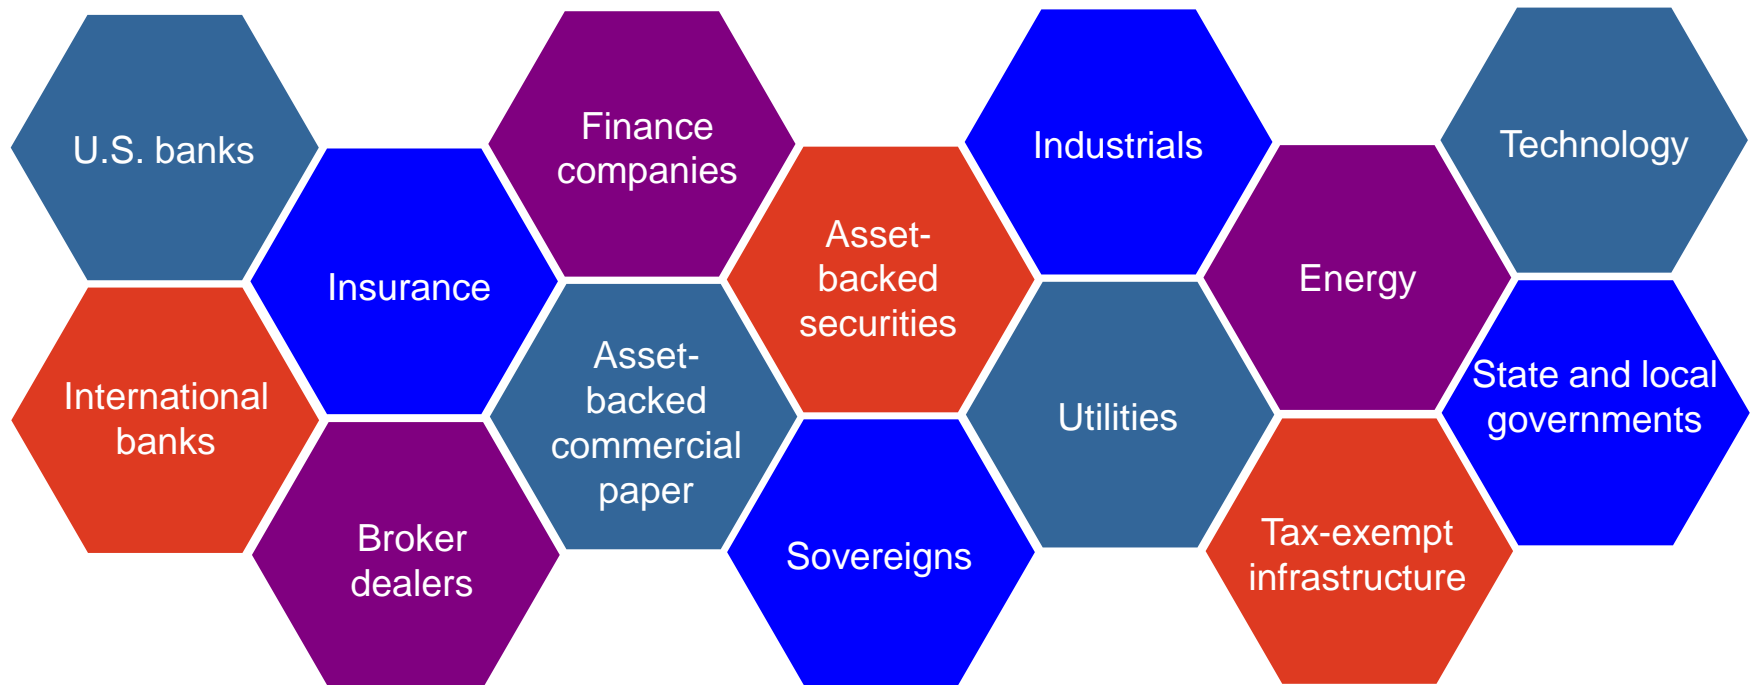 U.S. banks
International
banks
Insurance
Broker
dealers
Finance
companies
Asset-
backed
commercial
paper
Asset-
backed
securities
Sovereigns
Industrials
Utilities
Energy
Tax-exempt
infrastructure
Technology
State and local
governments